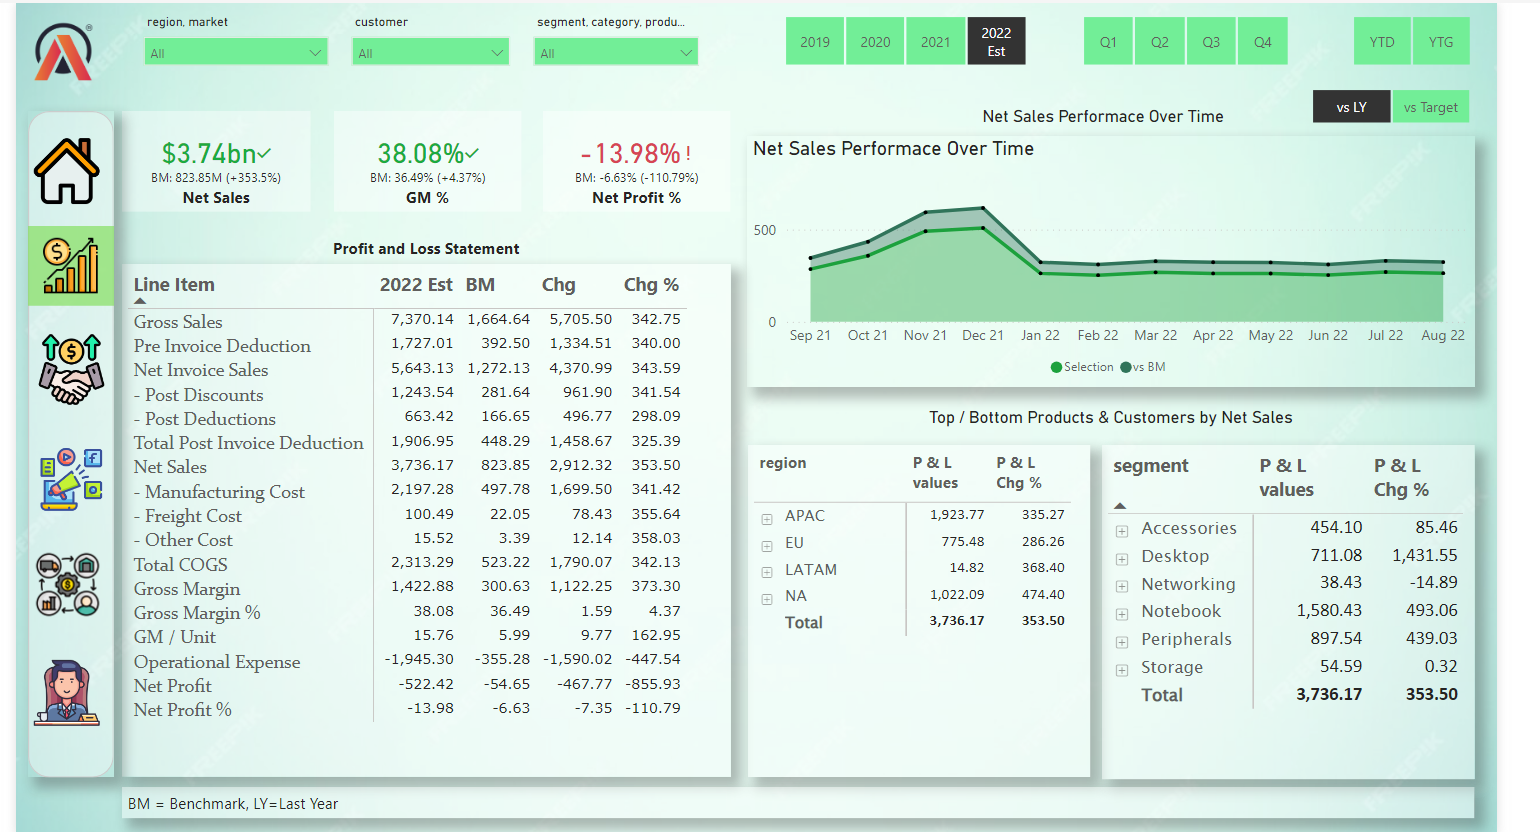 region, market
customer
segment, category, produ...
All
All
All
2019
2020
2021
2022
Est
Q1
Q2
Q3
Q4
YTD
YTG
vs LY
vs Target
$3.74bn
BM: 823.85M (+353.5%)
Net Sales
38.08%
BM: 36.49% (+4.37%)
GM %
-13.98% !
BM: -6.63% (-110.79%)
Net Profit %
Net Sales Performace Over Time
Net Sales Performace Over Time
500
0
Sep 21 Oct 21 Nov 21 Dec 21 Jan 22 Feb 22 Mar 22 Apr 22 May 22 Jun 22 Jul 22 Aug 22
Selection vs BM
Profit and Loss Statement
Line Item 2022 Est BM Chg Chg %
Gross Sales 7,370.14 1,664.64 5,705.50 342.75
Pre Invoice Deduction 1,727.01 392.50 1,334.51 340.00
Net Invoice Sales 5,643.13 1,272.13 4,370.99 343.59
- Post Discounts 1,243.54 281.64 961.90 341.54
- Post Deductions 663.42 166.65 496.77 298.09
Total Post Invoice Deduction 1,906.95 448.29 1,458.67 325.39
Net Sales 3,736.17 823.85 2,912.32 353.50
- Manufacturing Cost 2,197.28 497.78 1,699.50 341.42
- Freight Cost 100.49 22.05 78.43 355.64
- Other Cost 15.52 3.39 12.14 358.03
Total COGS 2,313.29 523.22 1,790.07 342.13
Gross Margin 1,422.88 300.63 1,122.25 373.30
Gross Margin % 38.08 36.49 1.59 4.37
GM / Unit 15.76 5.99 9.77 162.95
Operational Expense -1,945.30 -355.28 -1,590.02 -447.54
Net Profit -522.42 -54.65 -467.77 -855.93
Net Profit % -13.98 -6.63 -7.35 -110.79
Top / Bottom Products & Customers by Net Sales
region P & L values P & L Chg %
APAC 1,923.77 335.27
EU 775.48 286.26
LATAM 14.82 368.40
NA 1,022.09 474.40
Total 3,736.17 353.50
segment P & L values P & L Chg %
Accessories 454.10 85.46
Desktop 711.08 1,431.55
Networking 38.43 -14.89
Notebook 1,580.43 493.06
Peripherals 897.54 439.03
Storage 54.59 0.32
Total 3,736.17 353.50
BM = Benchmark, LY=Last Year